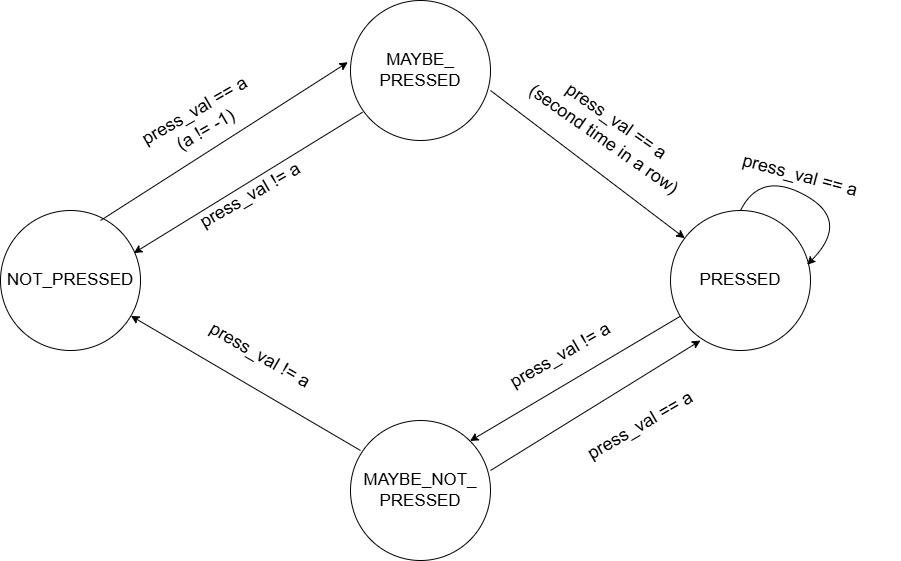 MAYBE_
PRESSED
press_val == a
(a != -1)
press_val == a
(second time in a row)
press_val != a
press_val == a
NOT_PRESSED
PRESSED
press_val != a
press_val != a
press_val == a
MAYBE_NOT_
PRESSED